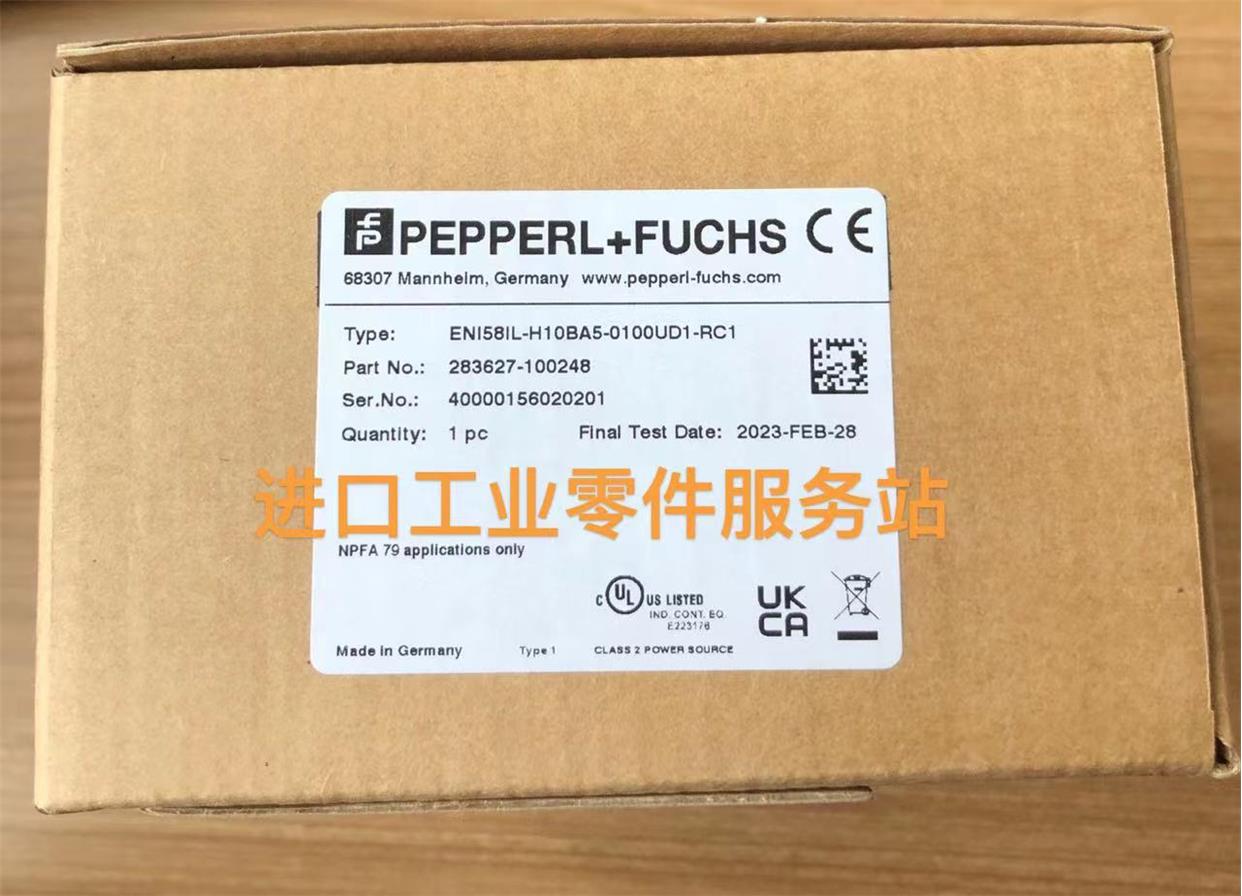 PEPPERL+FUCHS CE
68307 Mannheim, Germany www.pepperl-fuchs.com
Type: ENI58IL-H10BA5-0100UD1-RC1
Part No.: 283627-100248
Ser.No.: 40000156020201
Quantity: 1 pc Final Test Date: 2023-FEB-28
进口工业零件服务站
NPFA 79 applications only
C UL US LISTED
IND. CONT. EQ.
E223176
UK
CA
Made in Germany Type 1 CLASS 2 POWER SOURCE